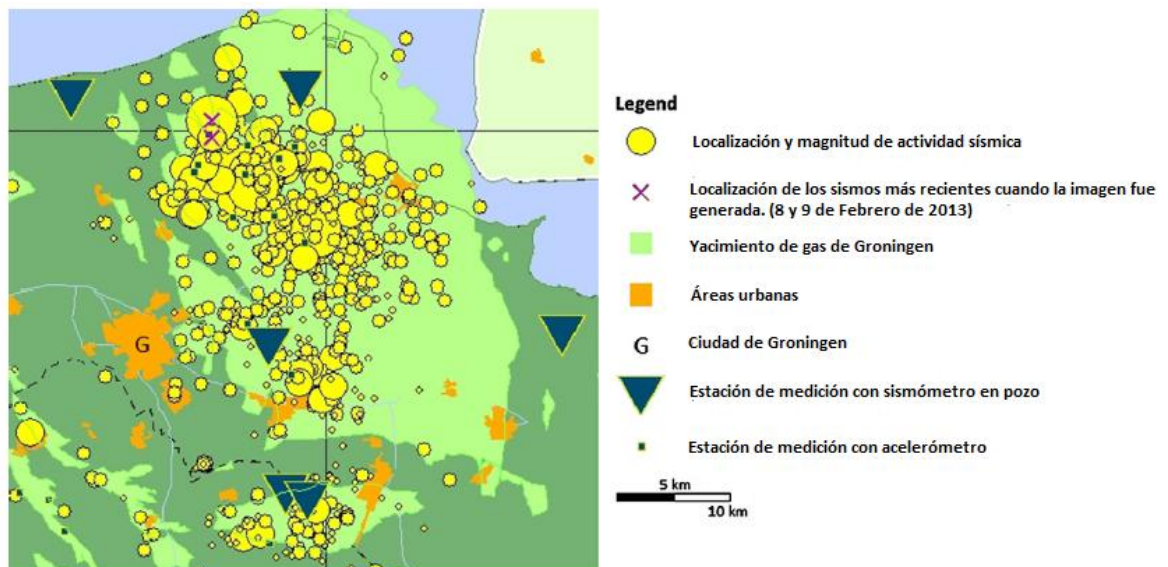 G
Legend
Localización y magnitud de actividad sísmica
Localización de los sismos más recientes cuando la imagen fue
generada. (8 y 9 de Febrero de 2013)
Yacimiento de gas de Groningen
Áreas urbanas
G Ciudad de Groningen
Estación de medición con sismómetro en pozo
Estación de medición con acelerómetro
5 km
10 km